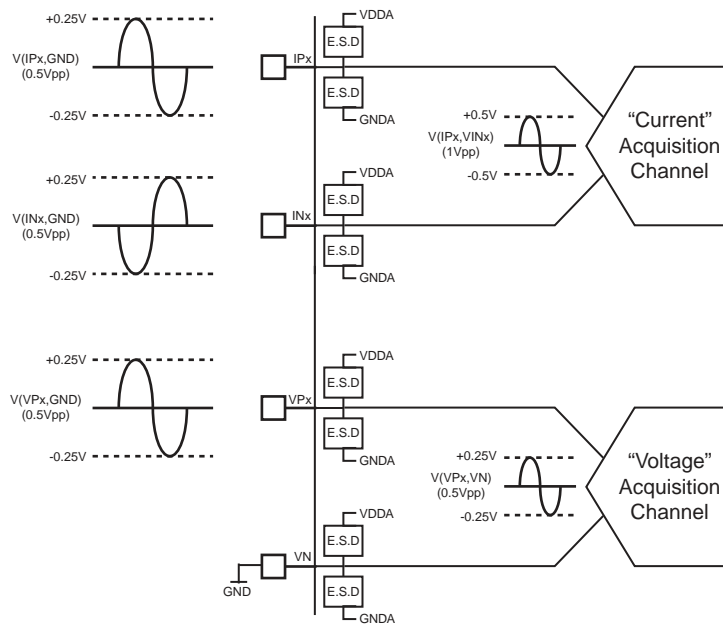 +0.25V
V(IPx,GND)
(0.5Vpp)
-0.25V
IPx
VDDA
E.S.D
E.S.D
GNDA
+0.5V
V(IPx,VINx)
(1Vpp)
-0.5V
“Current”
Acquisition
Channel
+0.25V
V(INx,GND)
(0.5Vpp)
-0.25V
INx
VDDA
E.S.D
E.S.D
GNDA
+0.25V
V(VPx,GND)
(0.5Vpp)
-0.25V
VPx
VDDA
E.S.D
E.S.D
GNDA
+0.25V
V(VPx,VN)
(0.5Vpp)
-0.25V
“Voltage”
Acquisition
Channel
GND
VN
VDDA
E.S.D
E.S.D
GNDA